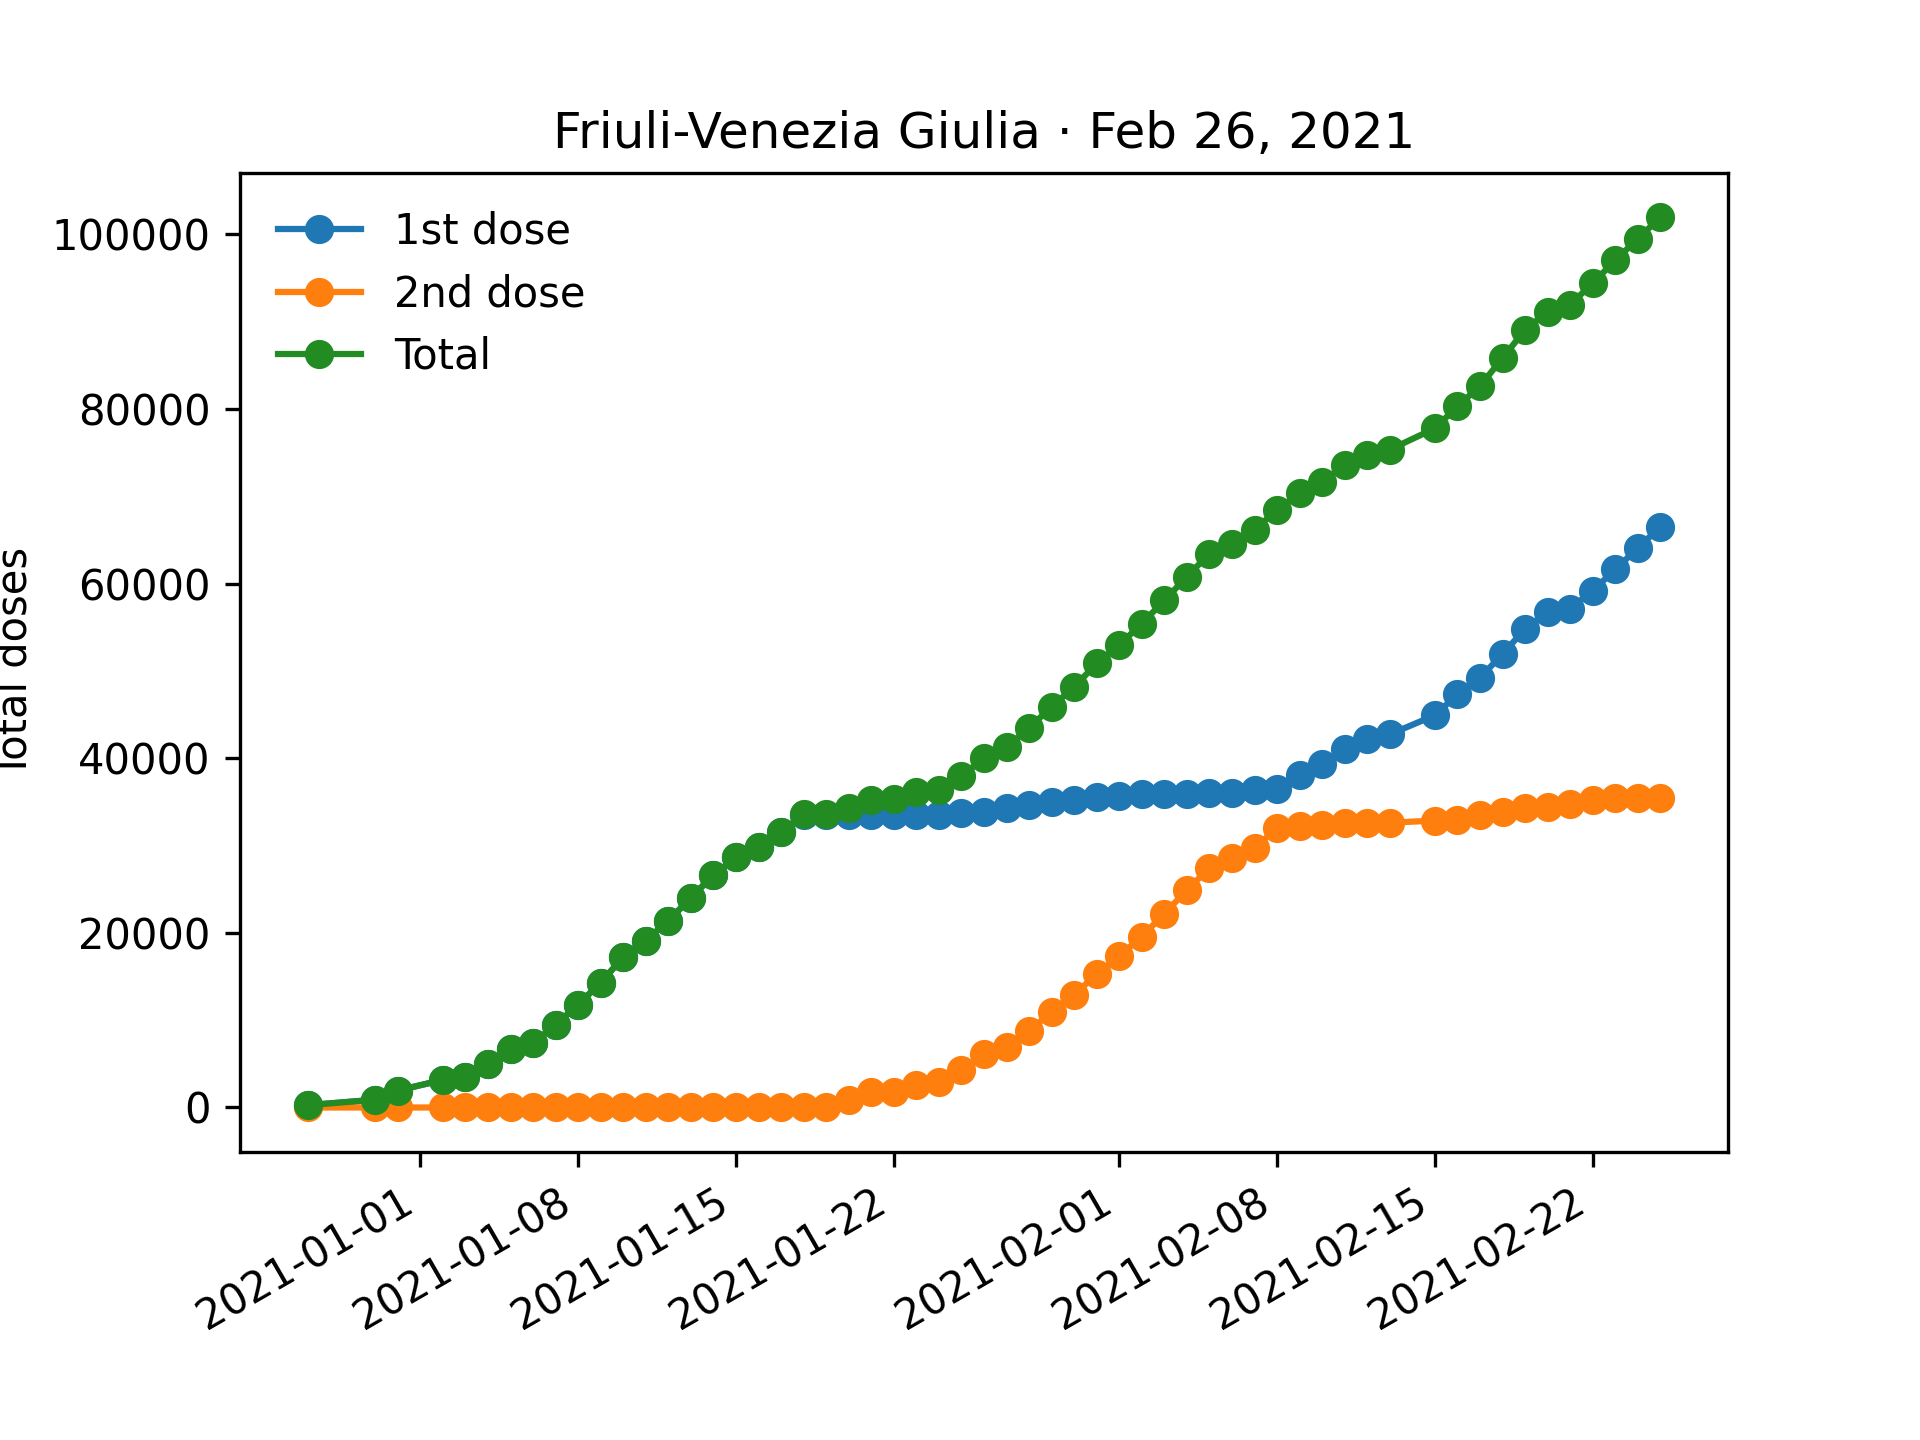 Friuli-Venezia Giulia · Feb 26, 2021
1st dose
2nd dose
Total
100000
80000
60000
40000
20000
0
Total doses
2021-01-01
2021-01-08
2021-01-15
2021-01-22
2021-02-01
2021-02-08
2021-02-15
2021-02-22